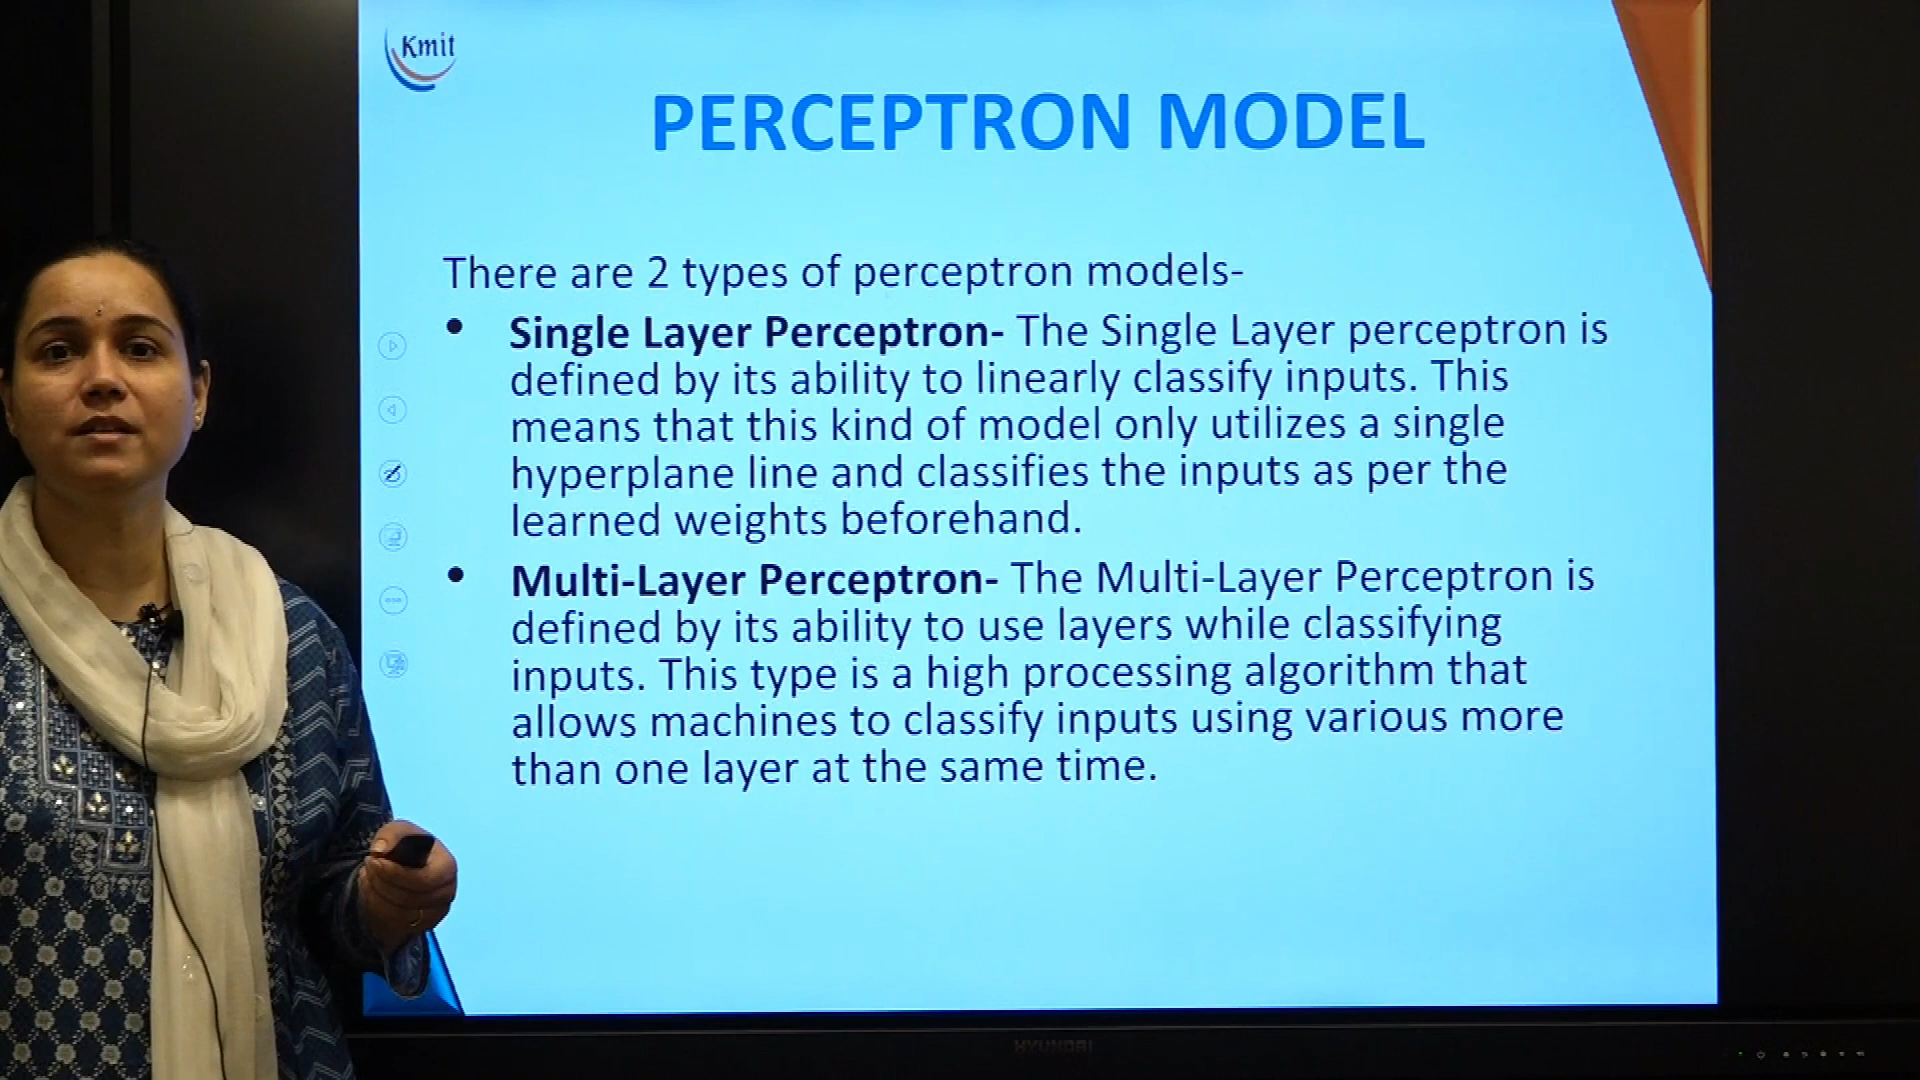 Kmit
PERCEPTRON MODEL
There are 2 types of perceptron models-
• Single Layer Perceptron- The Single Layer perceptron is
defined by its ability to linearly classify inputs. This
means that this kind of model only utilizes a single
hyperplane line and classifies the inputs as per the
learned weights beforehand.
• Multi-Layer Perceptron- The Multi-Layer Perceptron is
defined by its ability to use layers while classifying
inputs. This type is a high processing algorithm that
allows machines to classify inputs using various more
than one layer at the same time.
HYUNDAI